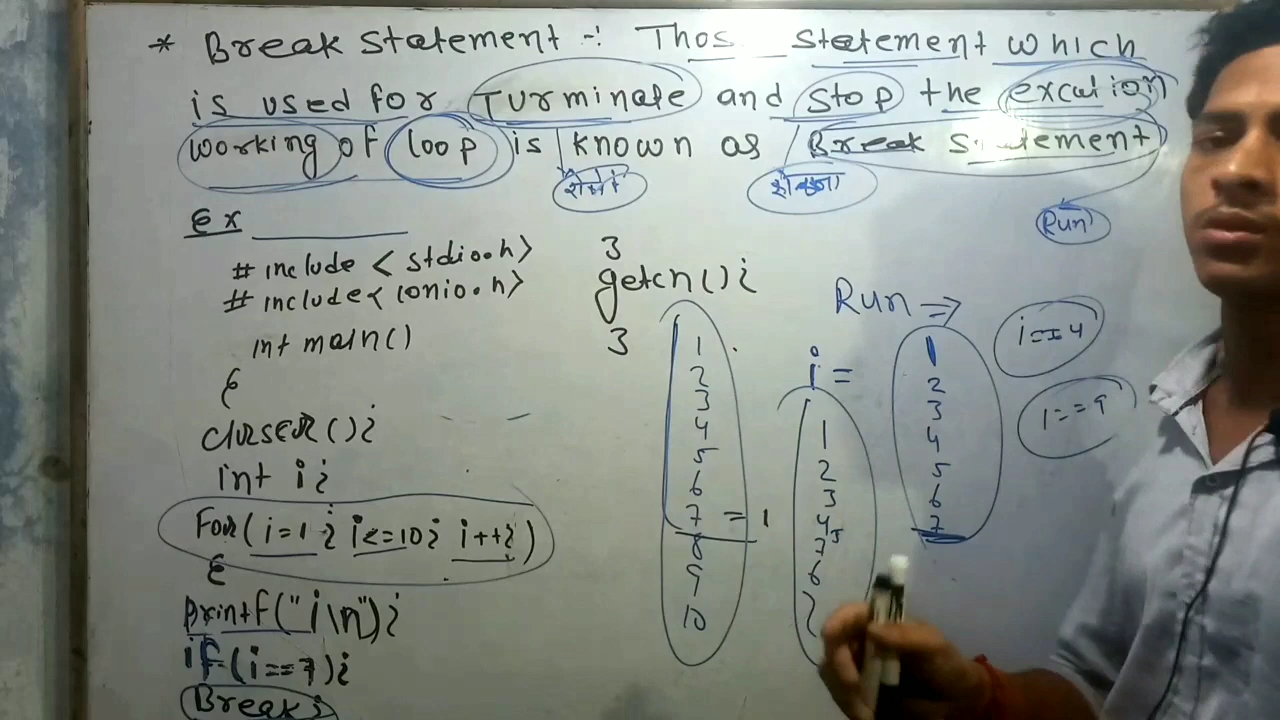 * Break statement :- Thos statement which
is used for Turminate and stop the excution
working of loop is known as Break statement
Run
Ex
# include < stdio.h>
# include< conio.h>
int main()
{
clrscr();
int i;
For(i=1; i<=10; i++;)
{
printf("i\n");
if(i==7);
Break;
}
getch();
}
1
2
3
4
5
6
7 = 1
8
9
10
i =
1
2
3
4
5
6
7
Run ⇒
1
2
3
4
5
6
7
i==4
i==9